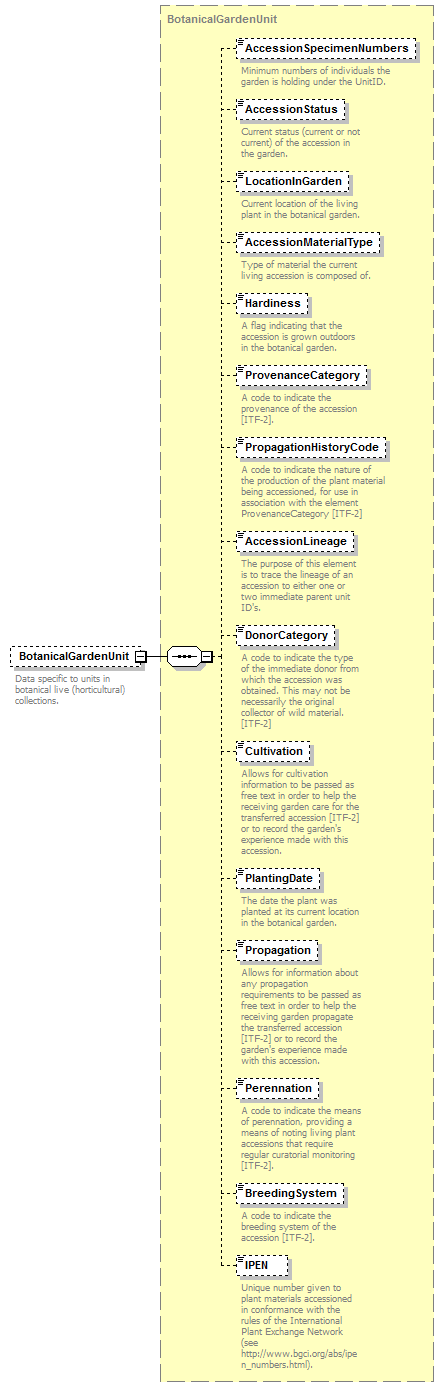 BotanicalGardenUnit
AccessionSpecimenNumbers
Minimum numbers of individuals the
garden is holding under the UnitID.
AccessionStatus
Current status (current or not
current) of the accession in
the garden.
LocationInGarden
Current location of the living
plant in the botanical garden.
AccessionMaterialType
Type of material the current
living accession is composed of.
Hardiness
A flag indicating that the
accession is grown outdoors
in the botanical garden.
ProvenanceCategory
A code to indicate the
provenance of the accession
[ITF-2].
PropagationHistoryCode
A code to indicate the nature of
the production of the plant material
being accessioned, for use in
association with the element
ProvenanceCategory [ITF-2]
AccessionLineage
The purpose of this element
is to trace the lineage of an
accession to either one or
two immediate parent unit
ID's.
BotanicalGardenUnit
Data specific to units in
botanical live (horticultural)
collections.
DonorCategory
A code to indicate the type
of the immediate donor from
which the accession was
obtained. This may not be
necessarily the original
collector of wild material.
[ITF-2]
Cultivation
Allows for cultivation
information to be passed as
free text in order to help the
receiving garden care for the
transferred accession [ITF-2]
or to record the garden's
experience made with this
accession.
PlantingDate
The date the plant was
planted at its current location
in the botanical garden.
Propagation
Allows for information about
any propagation
requirements to be passed as
free text in order to help the
receiving garden propagate
the transferred accession
[ITF-2] or to record the
garden's experience made
with this accession.
Perennation
A code to indicate the means
of perennation, providing a
means of noting living plant
accessions that require
regular curatorial monitoring
[ITF-2].
BreedingSystem
A code to indicate the
breeding system of the
accession [ITF-2].
IPEN
Unique number given to
plant materials accessioned
in conformance with the
rules of the International
Plant Exchange Network
(see
http://www.bgci.org/abs/ipe
n_numbers.html).